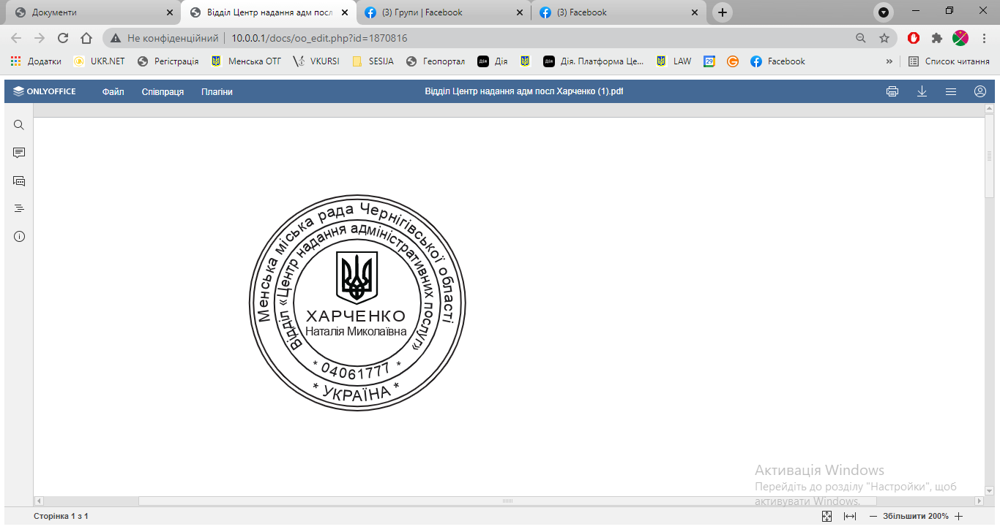 Документи
Відділ Центр надання адм посл
(3) Групи | Facebook
(3) Facebook
Не конфіденційний
10.0.0.1/docs/oo_edit.php?id=1870816
Додатки
UKR.NET
Регістрація
Менська ОТГ
VKURSI
SESIJA
Геопортал
Дія
Дія
Дія
Дія. Платформа Це...
LAW
29
Facebook
»
Список читання
ONLYOFFICE
Файл
Співпраця
Плагіни
Відділ Центр надання адм посл Харченко (1).pdf
Менська міська рада Чернігівської області
Відділ «Центр надання адміністративних послуг»
ХАРЧЕНКО
Наталія Миколаївна
* 04061777 *
* УКРАЇНА *
Активація Windows
Перейдіть до розділу "Настройки", щоб
активувати Windows.
Сторінка 1 з 1
Збільшити 200%